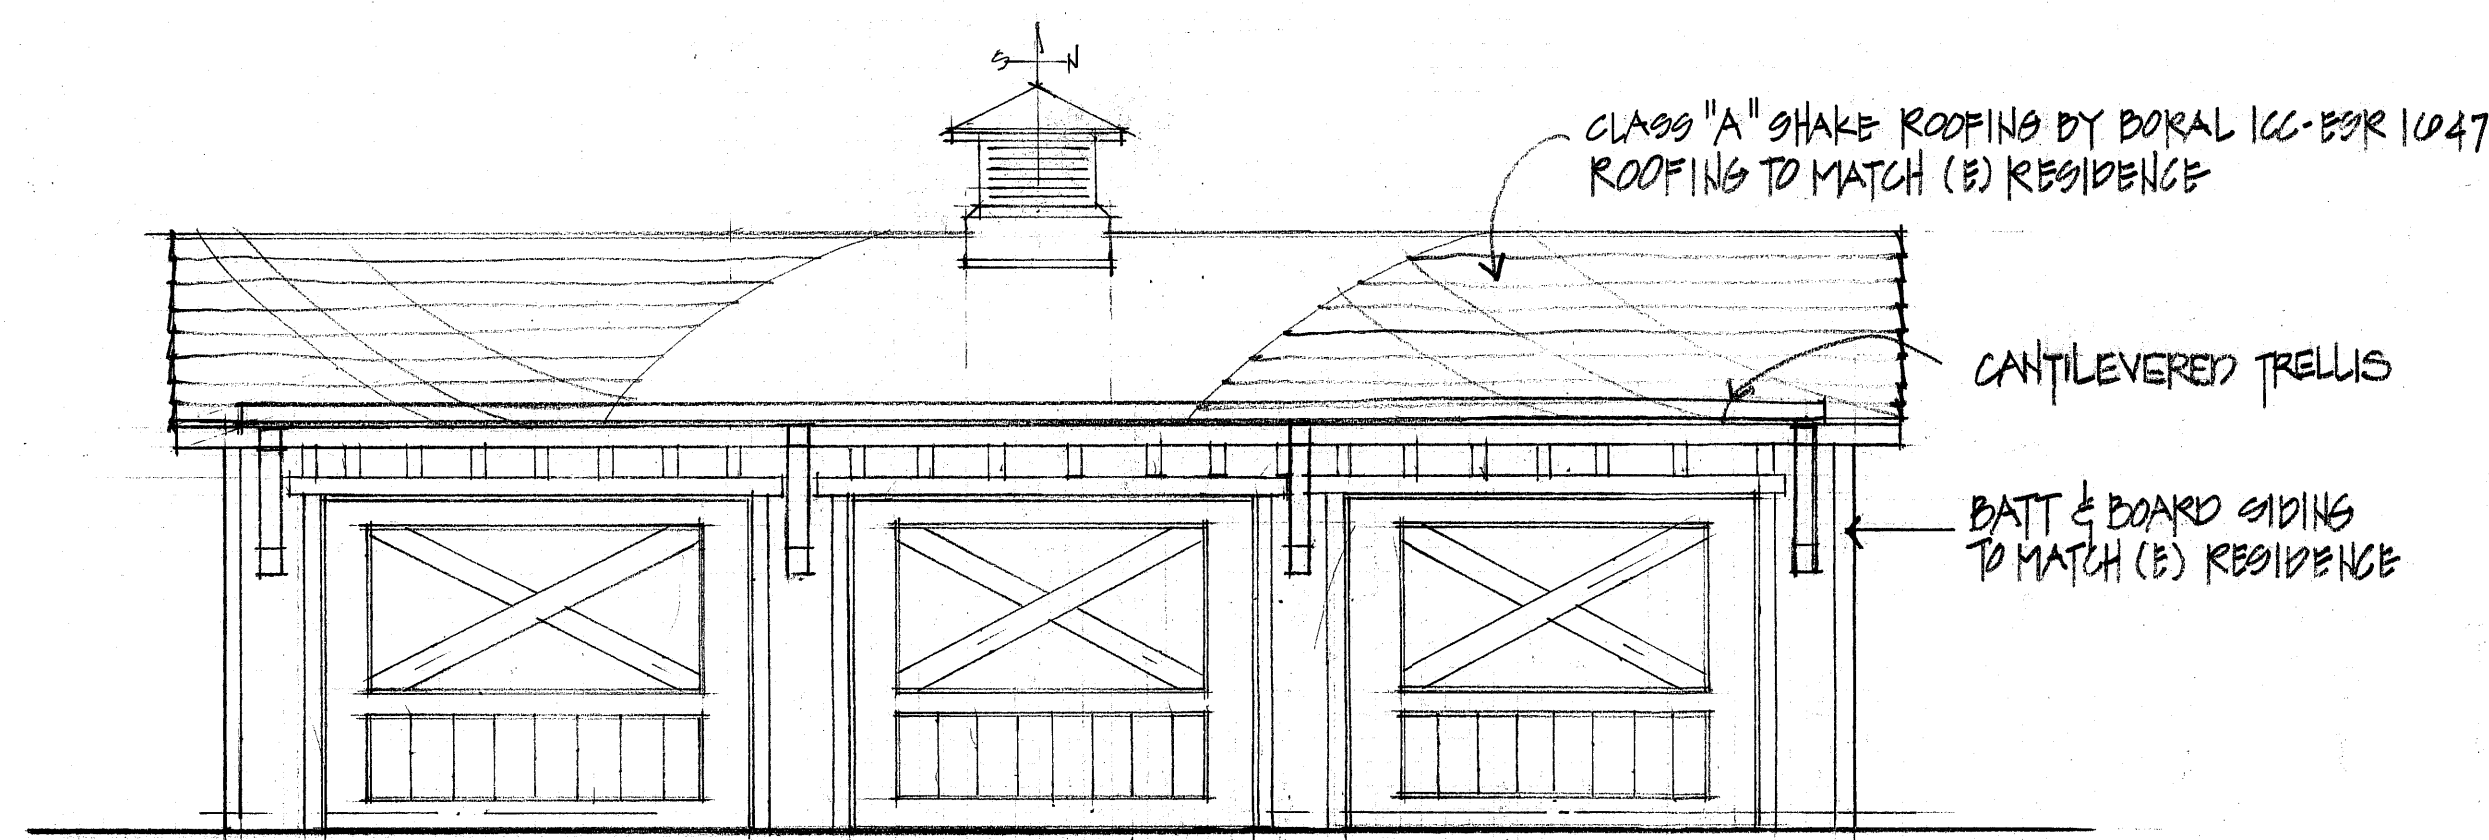 S N
CLASS "A" SHAKE ROOFING BY BORAL ICC-ESR 1647
ROOFING TO MATCH (E) RESIDENCE
CANTILEVERED TRELLIS
BATT & BOARD SIDING
TO MATCH (E) RESIDENCE